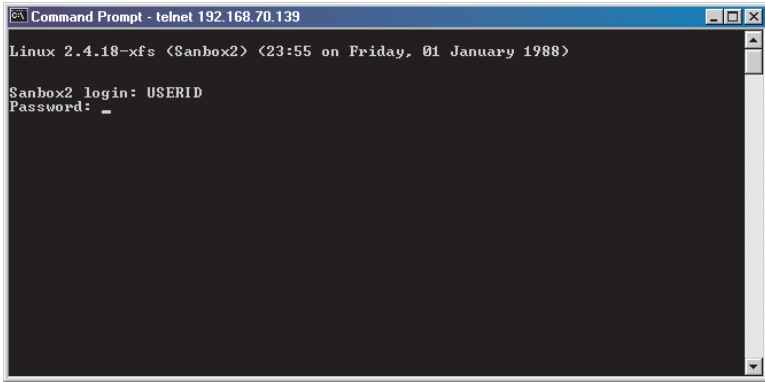 Command Prompt - telnet 192.168.70.139
Linux 2.4.18-xfs (Sanbox2) (23:55 on Friday, 01 January 1988)
Sanbox2 login: USERID
Password: _